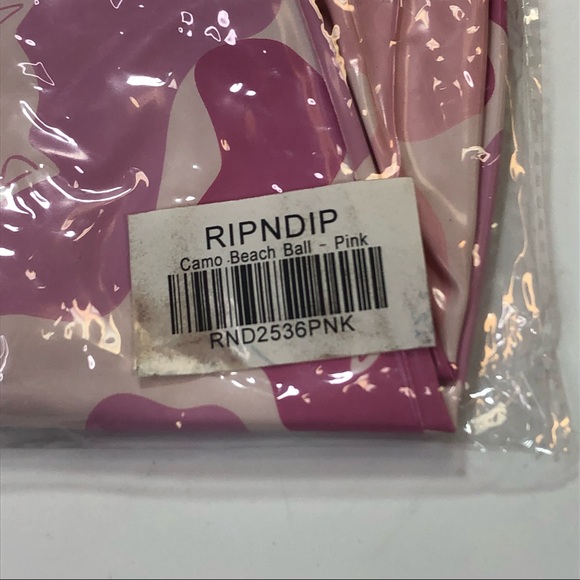 RIPNDIP
Camo Beach Ball - Pink
RND2536PNK